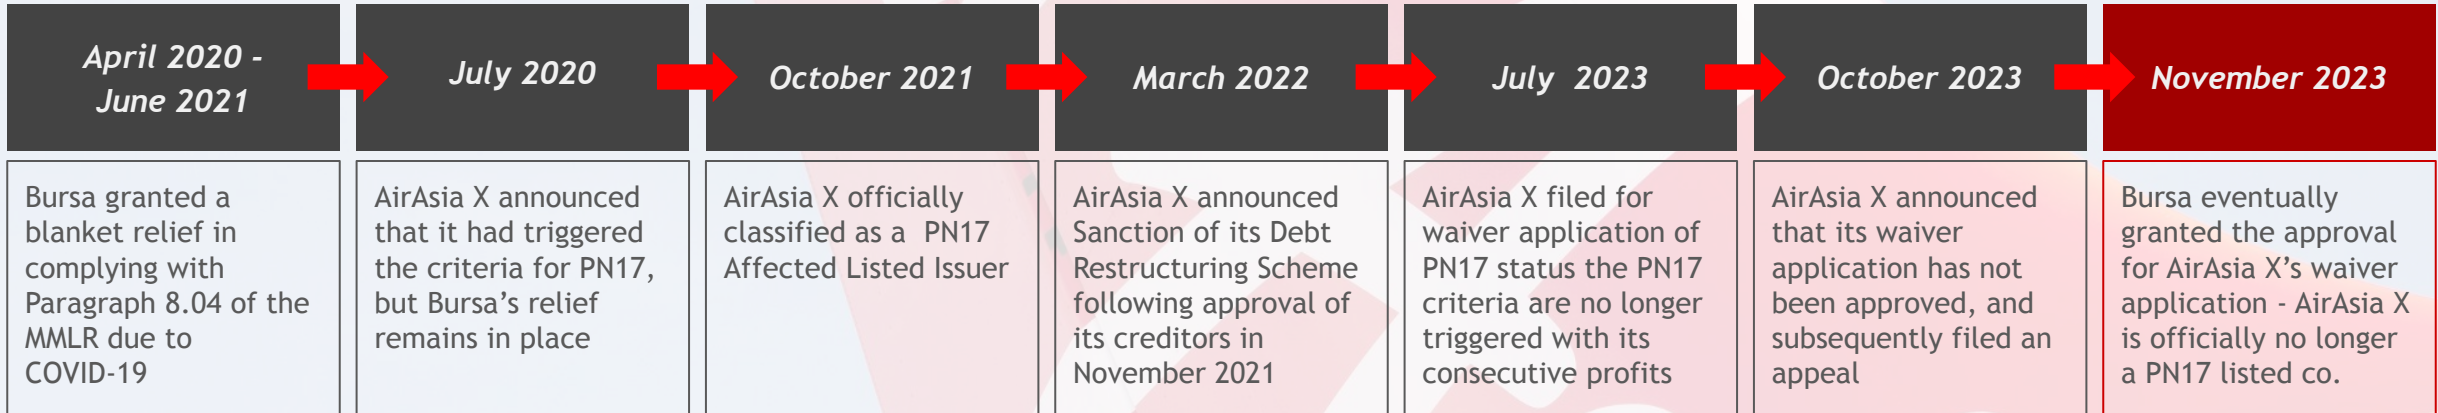 April 2020 -
June 2021
Bursa granted a
blanket relief in
complying with
Paragraph 8.04 of the
MMLR due to
COVID-19
July 2020
AirAsia X announced
that it had triggered
the criteria for PN17,
but Bursa’s relief
remains in place
October 2021
AirAsia X officially
classified as a PN17
Affected Listed Issuer
March 2022
AirAsia X announced
Sanction of its Debt
Restructuring Scheme
following approval of
its creditors in
November 2021
July 2023
AirAsia X filed for
waiver application of
PN17 status the PN17
criteria are no longer
triggered with its
consecutive profits
October 2023
AirAsia X announced
that its waiver
application has not
been approved, and
subsequently filed an
appeal
November 2023
Bursa eventually
granted the approval
for AirAsia X’s waiver
application - AirAsia X
is officially no longer
a PN17 listed co.